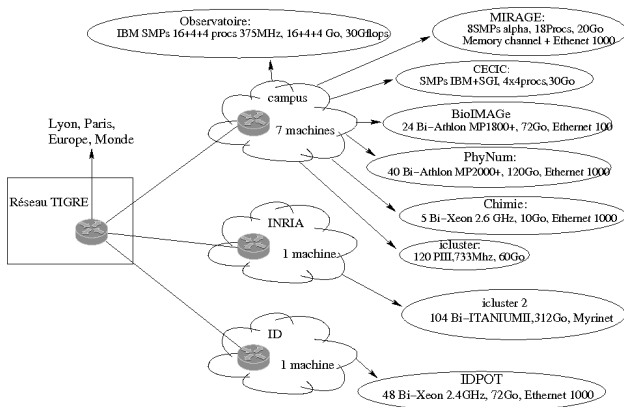 Observatoire:
IBM SMPs 16+4+4 procs 375MHz, 16+4+4 Go, 30Gflops
MIRAGE:
8SMPs alpha, 18Procs, 20Go
Memory channel + Ethernet 1000
CECIC:
SMPs IBM+SGI, 4x4procs,30Go
campus
7 machines
BioIMAGe
24 Bi-Athlon MP1800+, 72Go, Ethernet 100
Lyon, Paris,
Europe, Monde
PhyNum:
40 Bi-Athlon MP2000+, 120Go, Ethernet 1000
Réseau TIGRE
Chimie:
5 Bi-Xeon 2.6 GHz, 10Go, Ethernet 1000
INRIA
1 machine
icluster:
120 PIII,733Mhz, 60Go
icluster 2
104 Bi-ITANIUMII,312Go, Myrinet
ID
1 machine
IDPOT
48 Bi-Xeon 2.4GHz, 72Go, Ethernet 1000